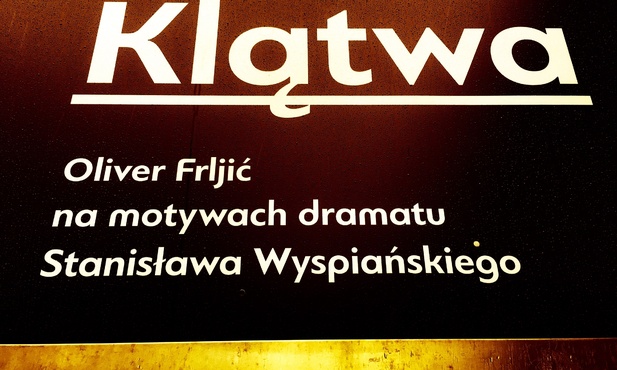 Klątwa
Oliver Frljić
na motywach dramatu
Stanisława Wyspiańskiego